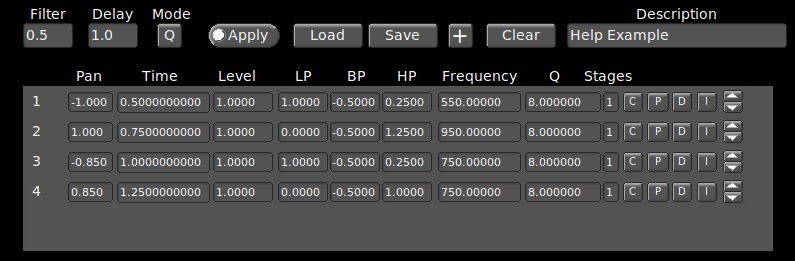 Filter Delay Mode Description
0.5 1.0 Q Apply Load Save + Clear Help Example
Pan Time Level LP BP HP Frequency Q Stages
1 -1.000 0.5000000000 1.0000 1.0000 -0.5000 0.2500 550.00000 8.000000 1 C P D I
2 1.000 0.7500000000 1.0000 0.0000 -0.5000 1.2500 950.00000 8.000000 1 C P D I
3 -0.850 1.0000000000 1.0000 1.0000 -0.5000 0.2500 750.00000 8.000000 1 C P D I
4 0.850 1.2500000000 1.0000 0.0000 -0.5000 1.0000 750.00000 8.000000 1 C P D I